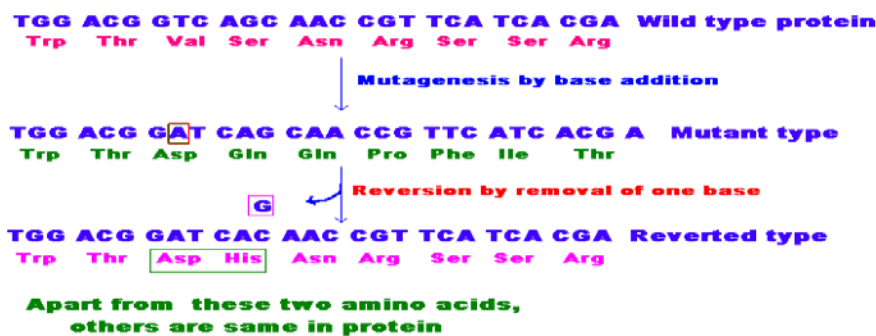 TGG ACG GTC AGC AAC CGT TCA TCA CGA Wild type protein
Trp Thr Val Ser Asn Arg Ser Ser Arg
Mutagenesis by base addition
TGG ACG GAT CAG CAA CCG TTC ATC ACG A Mutant type
Trp Thr Asp Gln Gln Pro Phe Ile Thr
Reversion by removal of one base
G
TGG ACG GAT CAC AAC CGT TCA TCA CGA Reverted type
Trp Thr Asp His Asn Arg Ser Ser Arg
Apart from these two amino acids,
others are same in protein